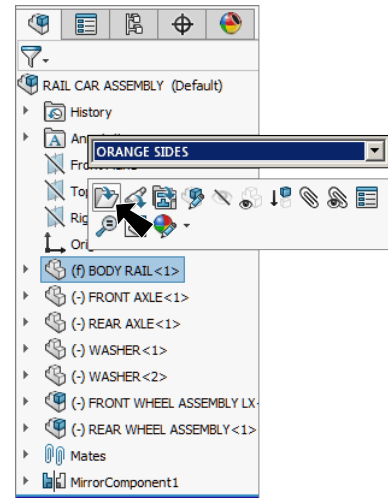 RAIL CAR ASSEMBLY (Default)
History
ORANGE SIDES
(f) BODY RAIL<1>
(-) FRONT AXLE<1>
(-) REAR AXLE<1>
(-) WASHER<1>
(-) WASHER<2>
(-) FRONT WHEEL ASSEMBLY LX
(-) REAR WHEEL ASSEMBLY<1>
Mates
MirrorComponent1